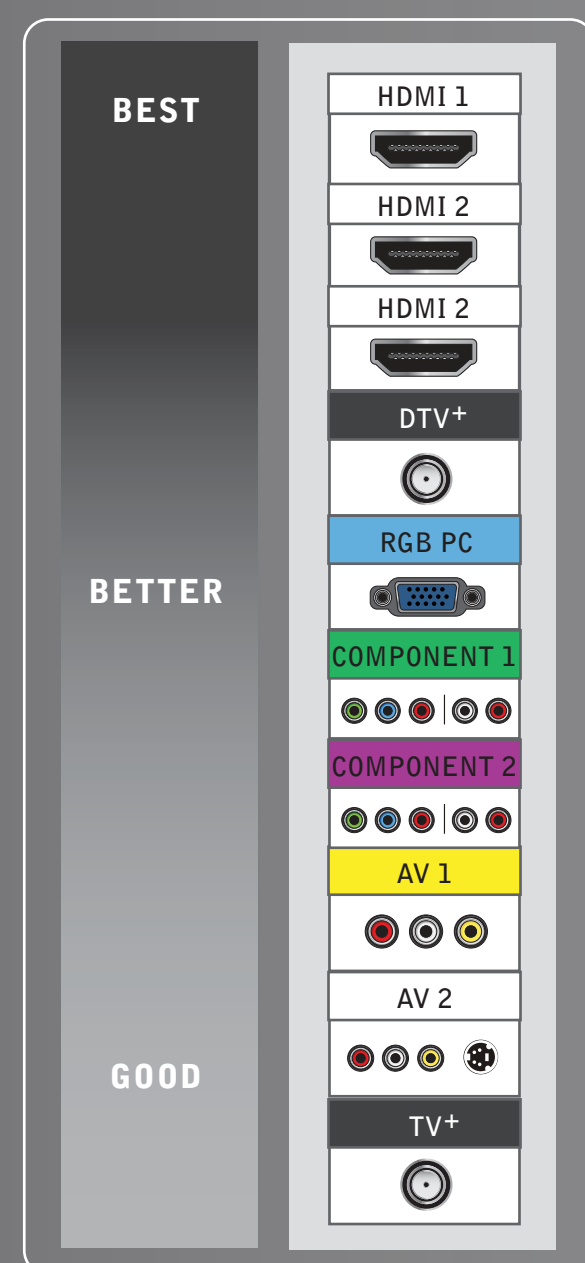 BEST
HDMI 1
HDMI 2
HDMI 2
DTV+
RGB PC
BETTER
COMPONENT 1
COMPONENT 2
AV 1
AV 2
GOOD
TV+